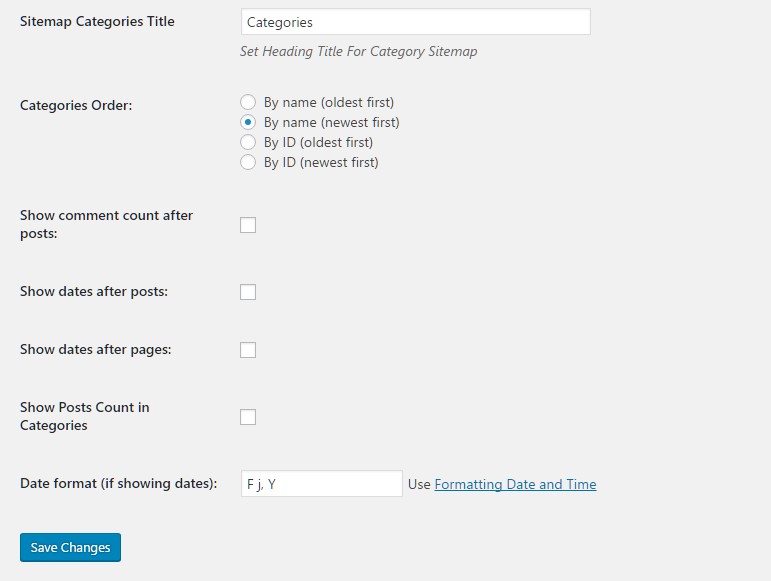 Sitemap Categories Title
Categories
Set Heading Title For Category Sitemap
Categories Order:
By name (oldest first)
By name (newest first)
By ID (oldest first)
By ID (newest first)
Show comment count after
posts:
Show dates after posts:
Show dates after pages:
Show Posts Count in
Categories
Date format (if showing dates):
F j, Y
Use Formatting Date and Time
Save Changes